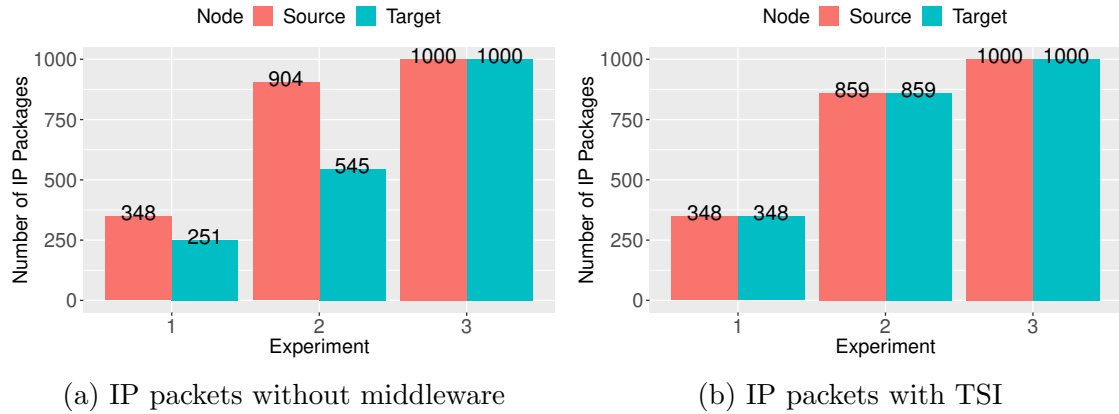 Node Source Target
Number of IP Packages
1000
750
500
250
0
348
251
904
545
1000
1000
1 2 3
Experiment
(a) IP packets without middleware
Node Source Target
Number of IP Packages
1000
750
500
250
0
348
348
859
859
1000
1000
1 2 3
Experiment
(b) IP packets with TSI